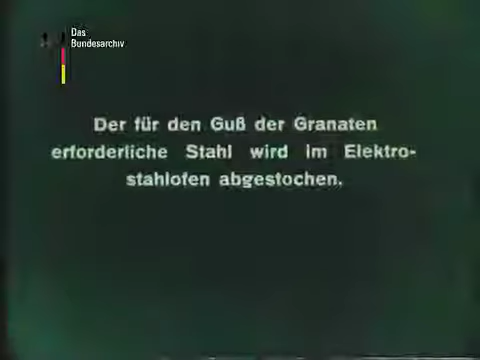 Das
Bundesarchiv
Der für den Guß der Granaten
erforderliche Stahl wird im Elektro-
stahlofen abgestochen.